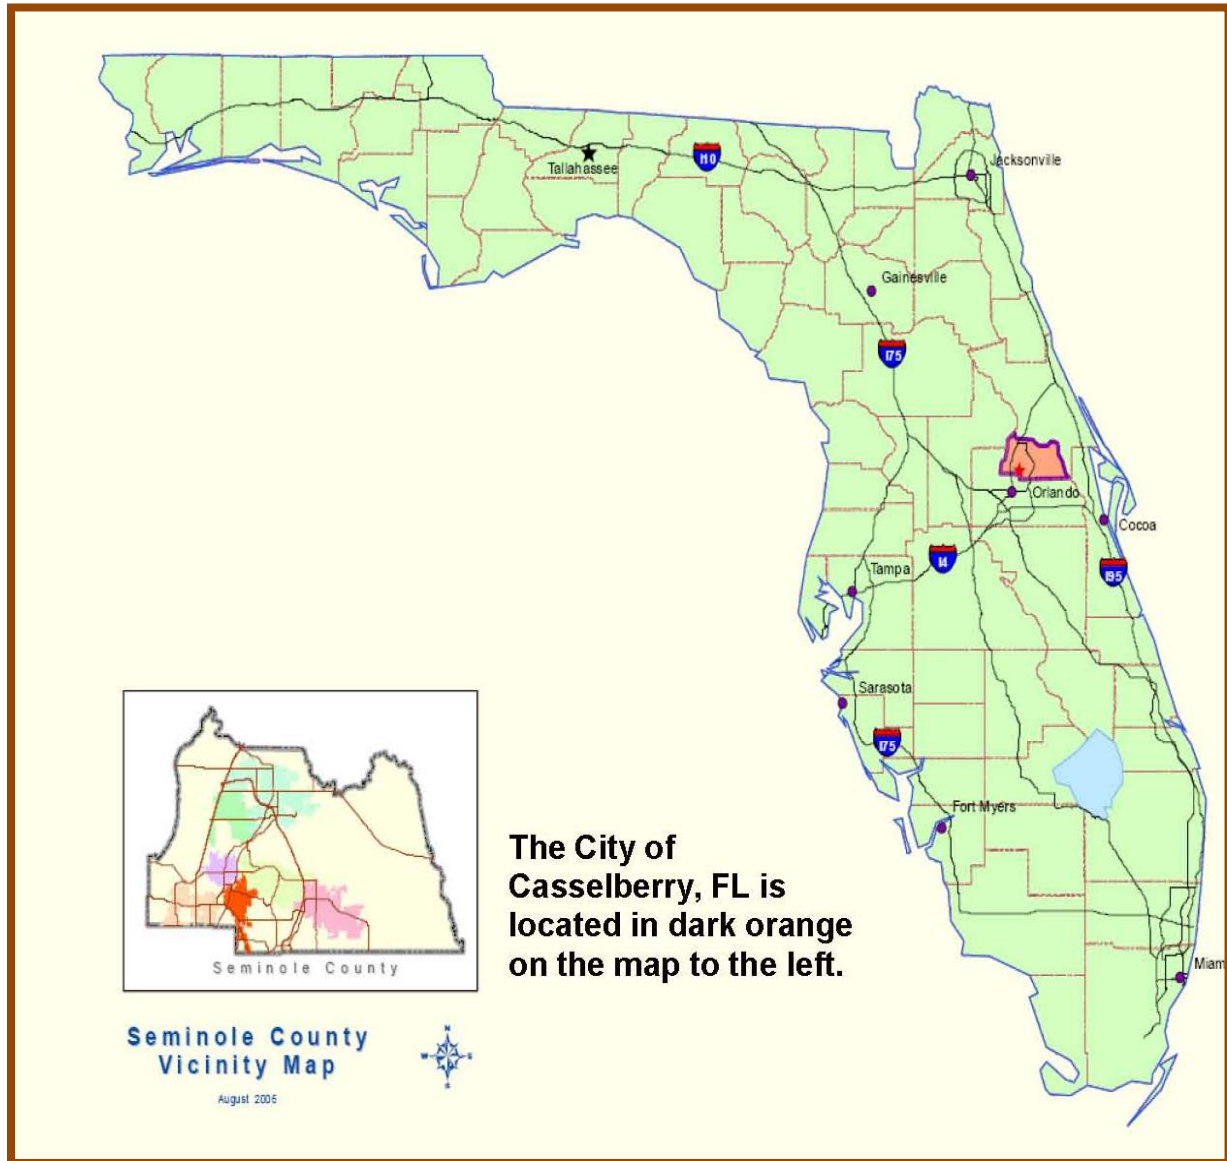 Tallahassee
I10
Jacksonville
Gainesville
I75
Orlando
Cocoa
I4
I95
Tampa
Sarasota
I75
Fort Myers
Miam
The City of
Casselberry, FL is
located in dark orange
on the map to the left.
Seminole County
Seminole County
Vicinity Map
N
W
E
S
August 2006